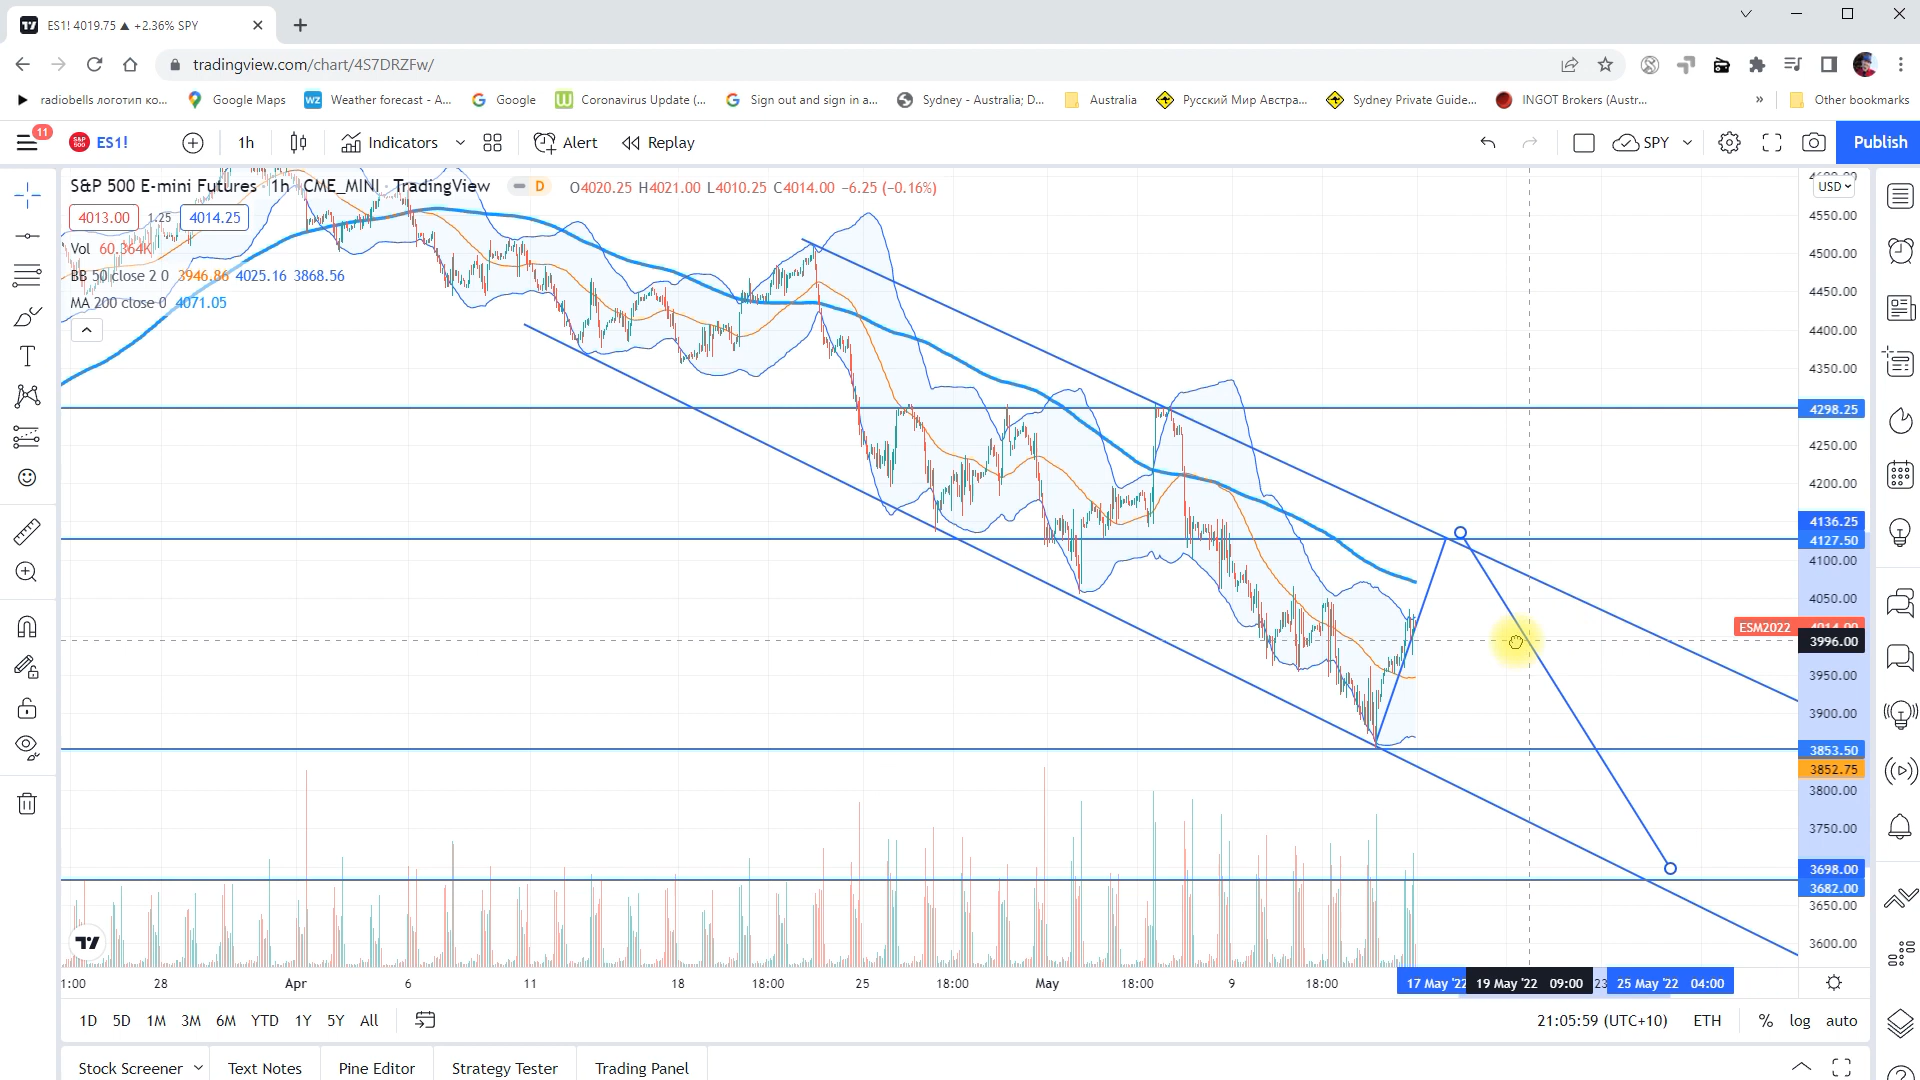 ES1! 4019.75 ▲ +2.36% SPY
tradingview.com/chart/4S7DRZFw/
radiobells логотип ко...
Google Maps
wz Weather forecast - A...
Google
Coronavirus Update (...
Sign out and sign in a...
Sydney - Australia; D...
Australia
Русский Мир Австра...
Sydney Private Guide...
INGOT Brokers (Austr...
»
Other bookmarks
11
ES1!
1h
Indicators
Alert
Replay
SPY
Publish
S&P 500 E-mini Futures · 1h · CME_MINI · TradingView
D
O4020.25 H4021.00 L4010.25 C4014.00 −6.25 (−0.16%)
USD
4013.00 1.25 4014.25
Vol 60.364K
BB 50 close 2 0 3946.86 4025.16 3868.56
MA 200 close 0 4071.05
4550.00
4500.00
4450.00
4400.00
4350.00
4298.25
4250.00
4200.00
4136.25
4127.50
4100.00
4050.00
ESM2022
3996.00
3950.00
3900.00
3853.50
3852.75
3800.00
3750.00
3698.00
3682.00
3650.00
3600.00
28
Apr
6
11
18
18:00
25
18:00
May
18:00
9
18:00
17 May '22
19 May '22 09:00
23
25 May '22 04:00
1D 5D 1M 3M 6M YTD 1Y 5Y All
21:05:59 (UTC+10) ETH % log auto
Stock Screener
Text Notes
Pine Editor
Strategy Tester
Trading Panel